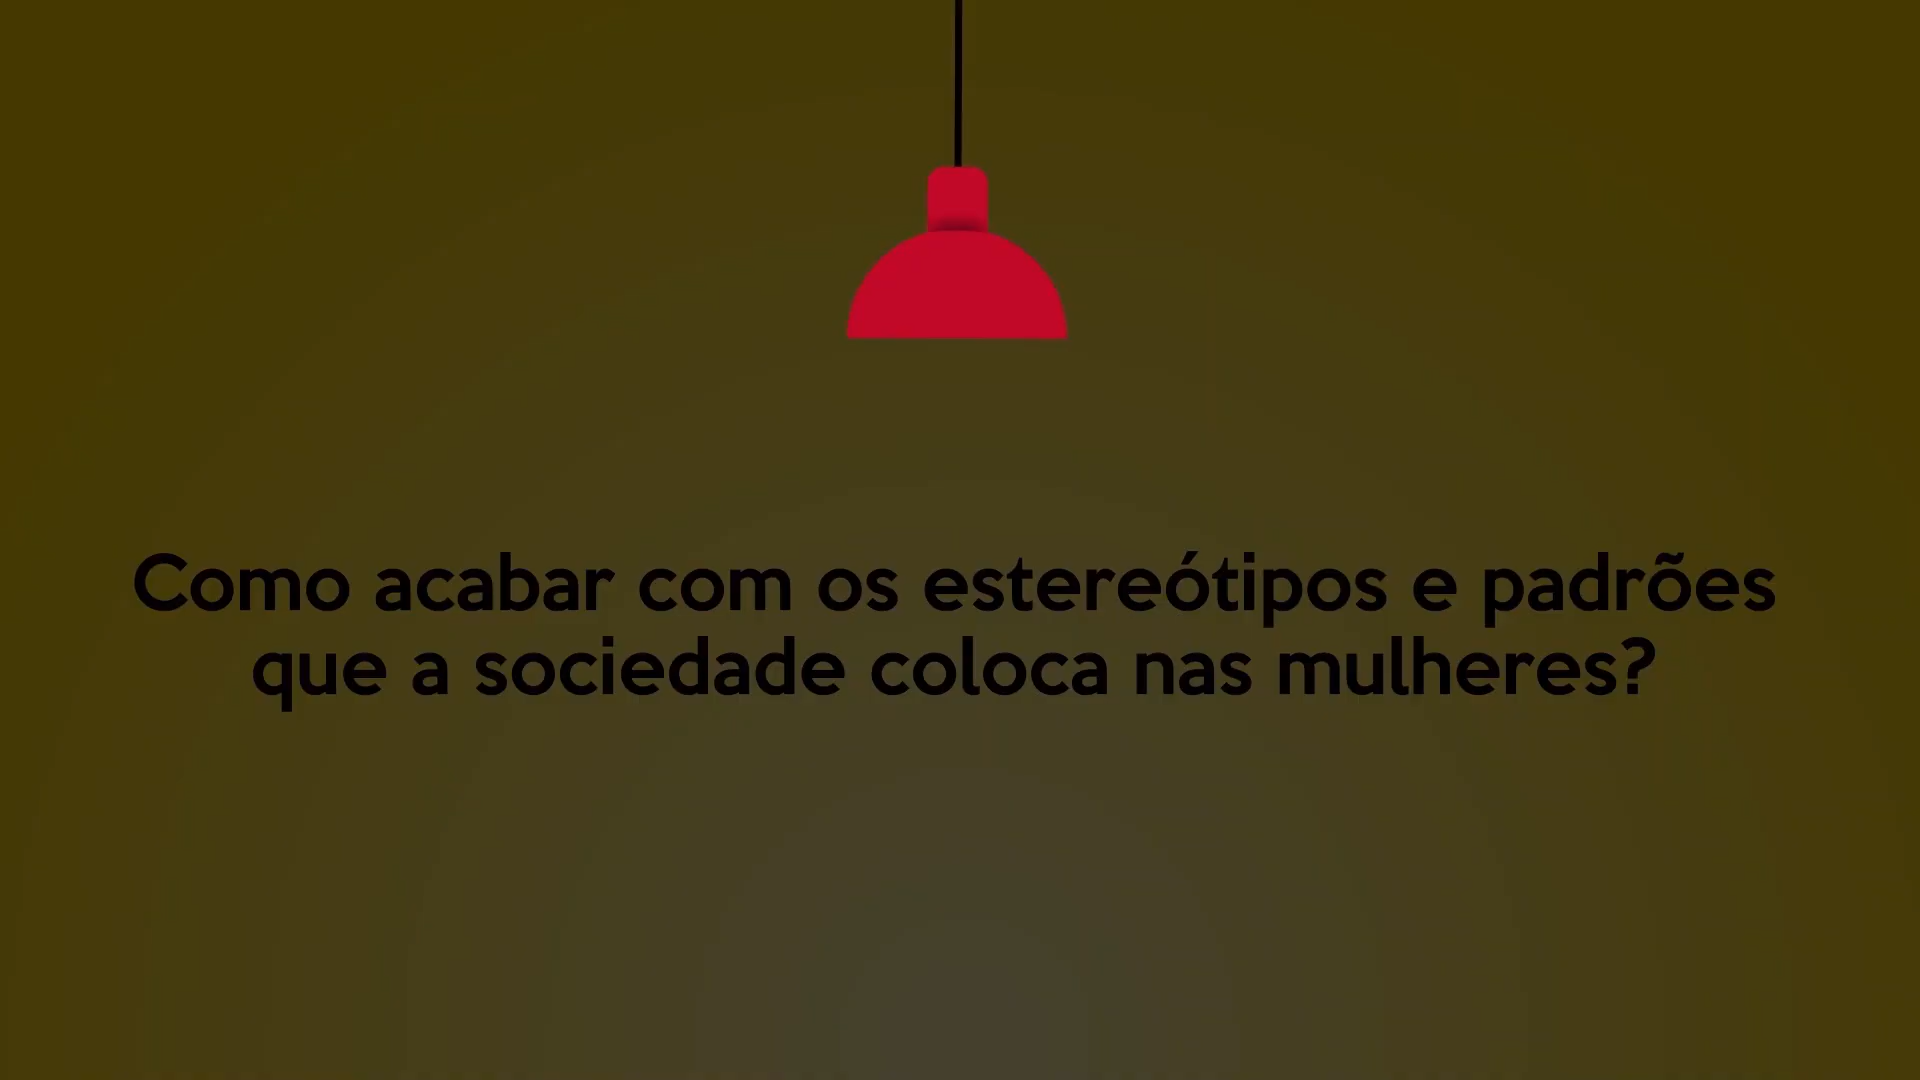 Como acabar com os estereótipos e padrões
que a sociedade coloca nas mulheres?